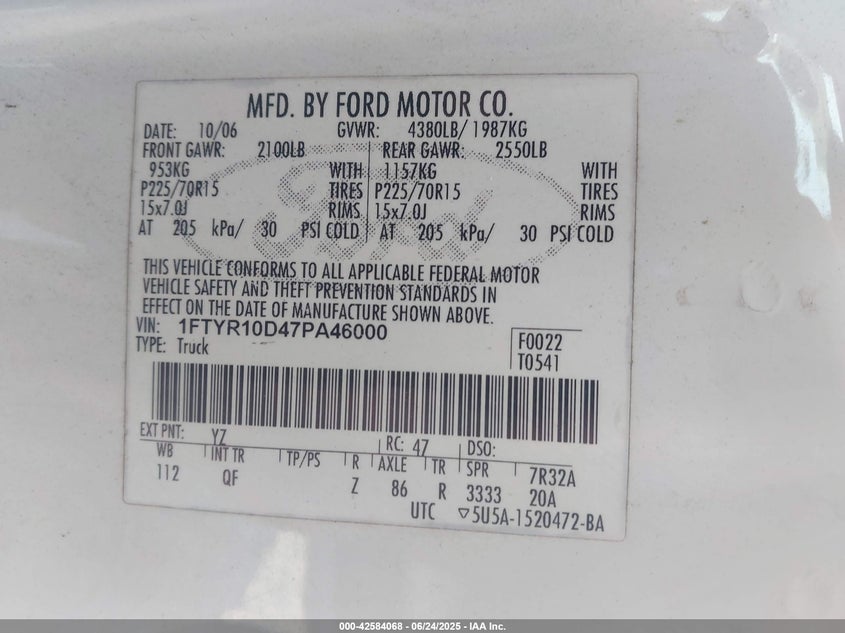 MFD. BY FORD MOTOR CO.
DATE: 10/06 GVWR: 4380LB/ 1987KG
FRONT GAWR: 2100LB REAR GAWR: 2550LB
953KG WITH 1157KG WITH
P225/70R15 TIRES P225/70R15 TIRES
15x7.0J RIMS 15x7.0J RIMS
AT 205 kPa/ 30 PSI COLD AT 205 kPa/ 30 PSI COLD
Ford
THIS VEHICLE CONFORMS TO ALL APPLICABLE FEDERAL MOTOR
VEHICLE SAFETY AND THEFT PREVENTION STANDARDS IN
EFFECT ON THE DATE OF MANUFACTURE SHOWN ABOVE.
VIN: 1FTYR10D47PA46000
TYPE: Truck
F0022
T0541
EXT PNT: YZ RC: 47 DSO:
WB INT TR TP/PS R AXLE TR SPR 7R32A
112 QF Z 86 R 3333 20A
UTC ▽5U5A-1520472-BA
000-42584068 - 06/24/2025 - IAA Inc.